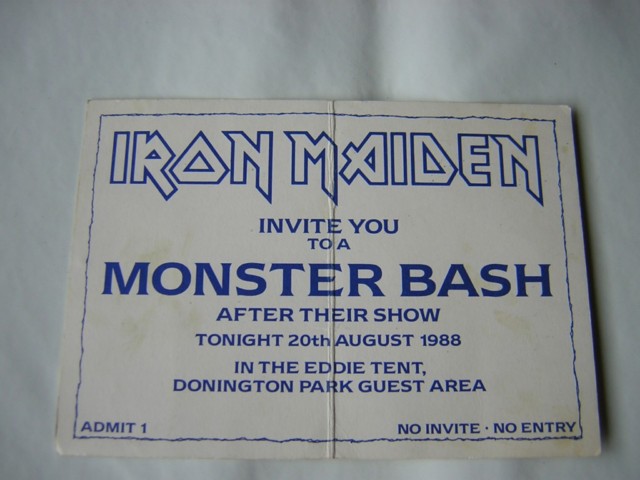 IRON MAIDEN
INVITE YOU
TO A
MONSTER BASH
AFTER THEIR SHOW
TONIGHT 20th AUGUST 1988
IN THE EDDIE TENT,
DONINGTON PARK GUEST AREA
ADMIT 1
NO INVITE · NO ENTRY